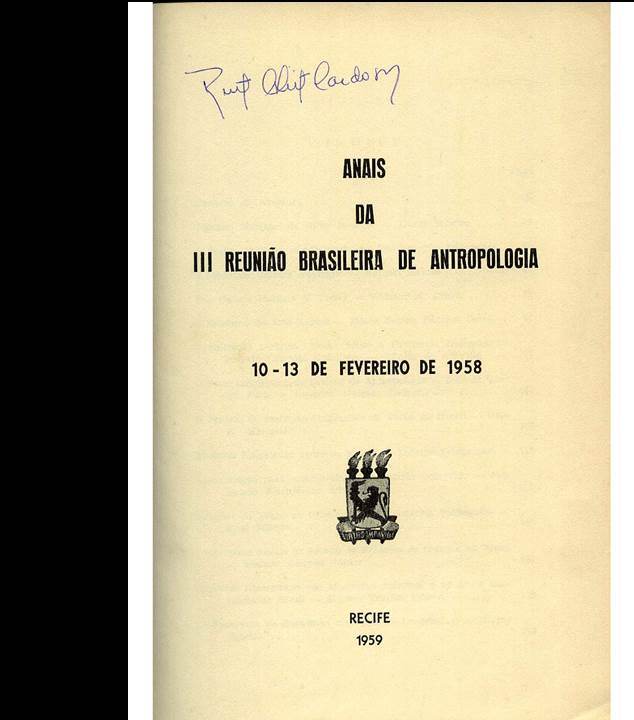 Ruth Cardoso
ANAIS
DA
III REUNIÃO BRASILEIRA DE ANTROPOLOGIA
10-13 DE FEVEREIRO DE 1958
RECIFE
1959